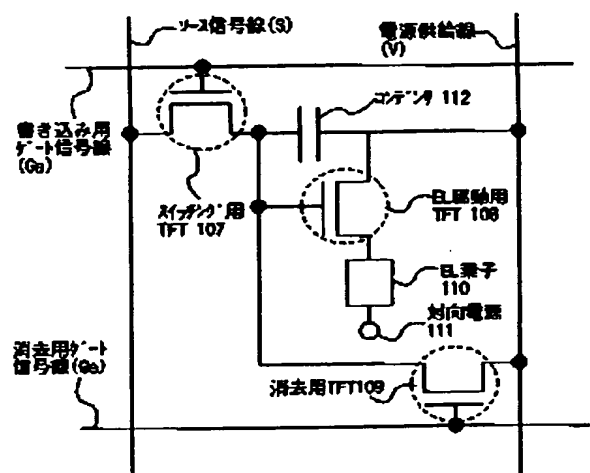 ソース信号線(S)
電源供給線
(V)
書き込み用
ゲート信号線
(Ga)
コンデンサ 112
スイッチング用
TFT 107
EL駆動用
TFT 108
EL素子
110
対向電源
111
消去用ゲート
信号線(Ge)
消去用TFT109